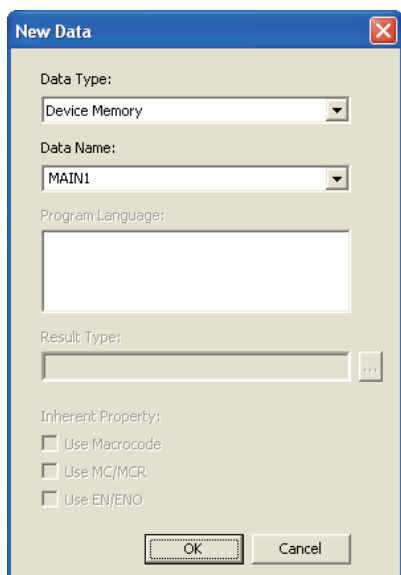 New Data
Data Type:
Device Memory
Data Name:
MAIN1
Program Language:
Result Type:
...
Inherent Property:
Use Macrocode
Use MC/MCR
Use EN/ENO
OK Cancel